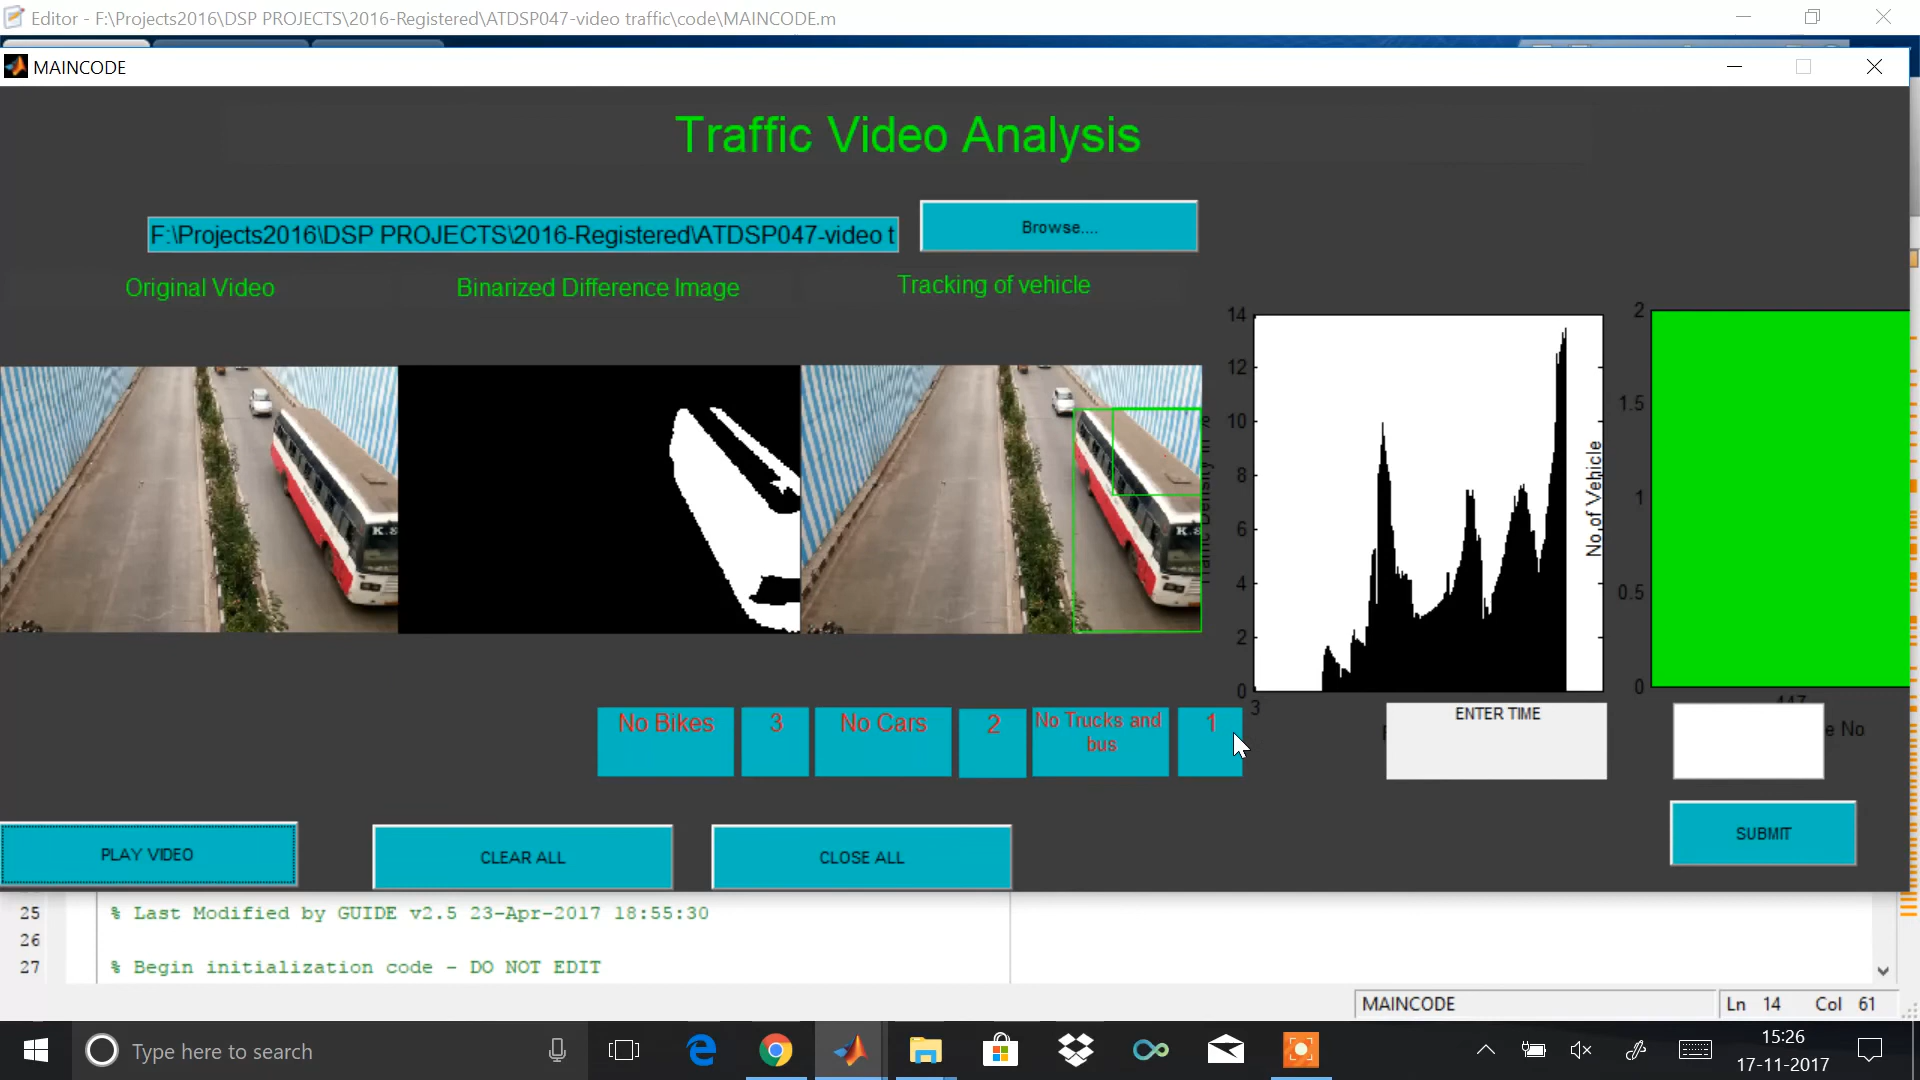 Editor - F:\Projects2016\DSP PROJECTS\2016-Registered\ATDSP047-video traffic\code\MAINCODE.m
MAINCODE
Traffic Video Analysis
F:\Projects2016\DSP PROJECTS\2016-Registered\ATDSP047-video t
Browse....
Original Video
Binarized Difference Image
Tracking of vehicle
14
12
10
8
6
4
2
0
3
No.of Vehicle
2
1.5
1
0.5
0
K.S
K.S
No Bikes
3
No Cars
2
No Trucks and
bus
1
ENTER TIME
e No
PLAY VIDEO
CLEAR ALL
CLOSE ALL
SUBMIT
25 % Last Modified by GUIDE v2.5 23-Apr-2017 18:55:30
26
27 % Begin initialization code - DO NOT EDIT
MAINCODE
Ln 14 Col 61
Type here to search
15:26
17-11-2017